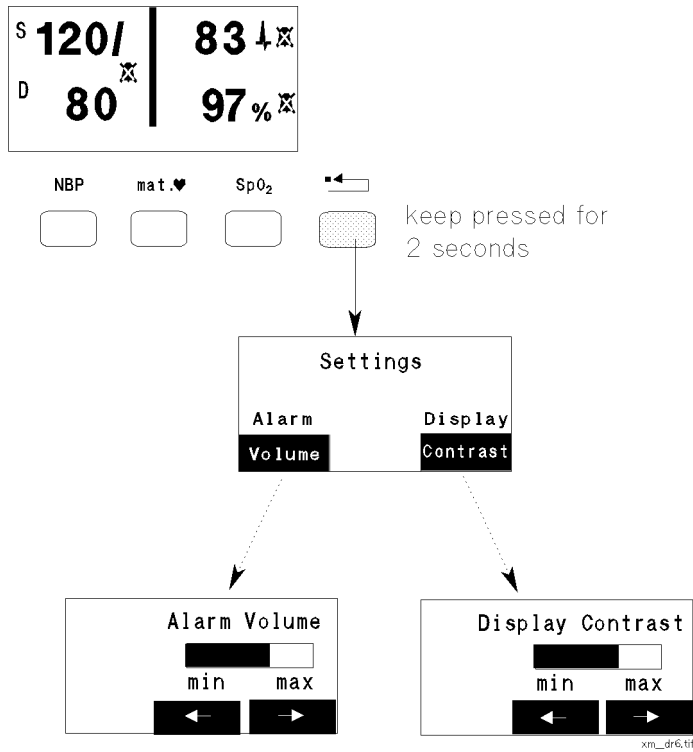 S 120/ 83
D 80 97 %
NBP mat.♥ SpO₂
keep pressed for
2 seconds
Settings
Alarm Display
Volume Contrast
Alarm Volume
min max
Display Contrast
min max
xm_dr6.tif